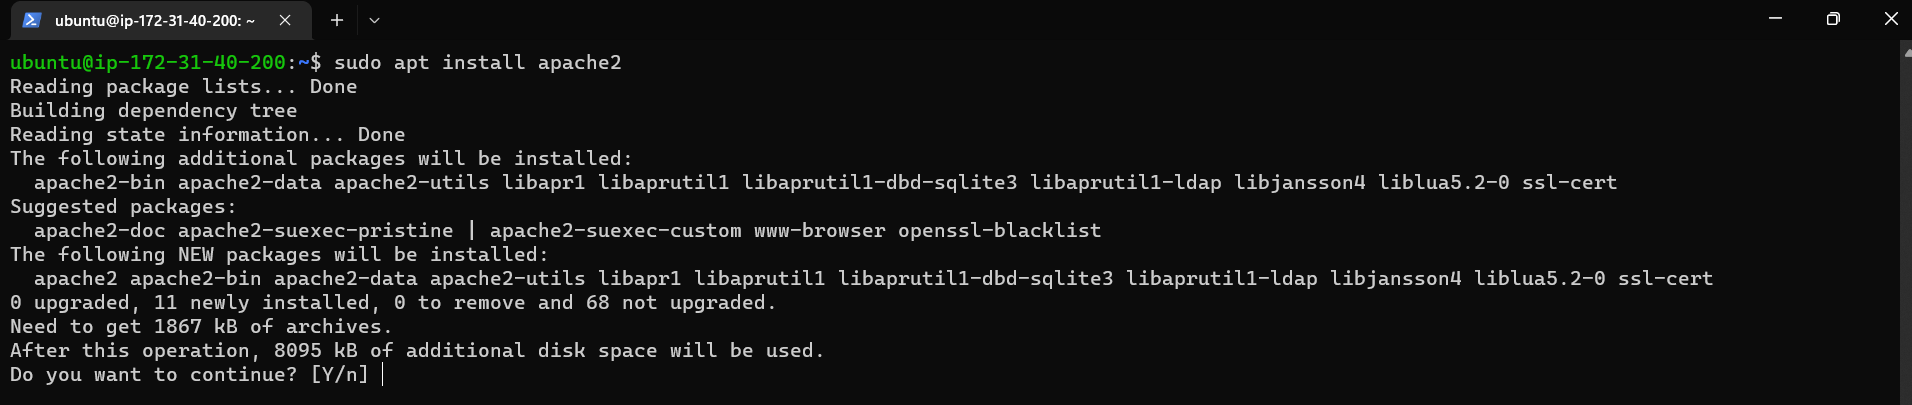 ubuntu@ip-172-31-40-200: ~
ubuntu@ip-172-31-40-200:~$ sudo apt install apache2
Reading package lists... Done
Building dependency tree
Reading state information... Done
The following additional packages will be installed:
  apache2-bin apache2-data apache2-utils libapr1 libaprutil1 libaprutil1-dbd-sqlite3 libaprutil1-ldap libjansson4 liblua5.2-0 ssl-cert
Suggested packages:
  apache2-doc apache2-suexec-pristine | apache2-suexec-custom www-browser openssl-blacklist
The following NEW packages will be installed:
  apache2 apache2-bin apache2-data apache2-utils libapr1 libaprutil1 libaprutil1-dbd-sqlite3 libaprutil1-ldap libjansson4 liblua5.2-0 ssl-cert
0 upgraded, 11 newly installed, 0 to remove and 68 not upgraded.
Need to get 1867 kB of archives.
After this operation, 8095 kB of additional disk space will be used.
Do you want to continue? [Y/n]